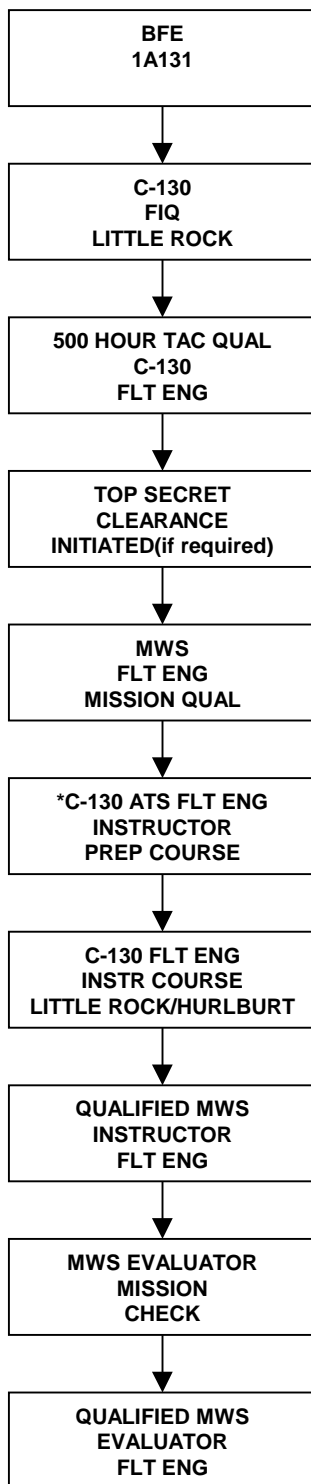 BFE
1A131
C-130
FIQ
LITTLE ROCK
500 HOUR TAC QUAL
C-130
FLT ENG
TOP SECRET
CLEARANCE
INITIATED(if required)
MWS
FLT ENG
MISSION QUAL
*C-130 ATS FLT ENG
INSTRUCTOR
PREP COURSE
C-130 FLT ENG
INSTR COURSE
LITTLE ROCK/HURLBURT
QUALIFIED MWS
INSTRUCTOR
FLT ENG
MWS EVALUATOR
MISSION
CHECK
QUALIFIED MWS
EVALUATOR
FLT ENG